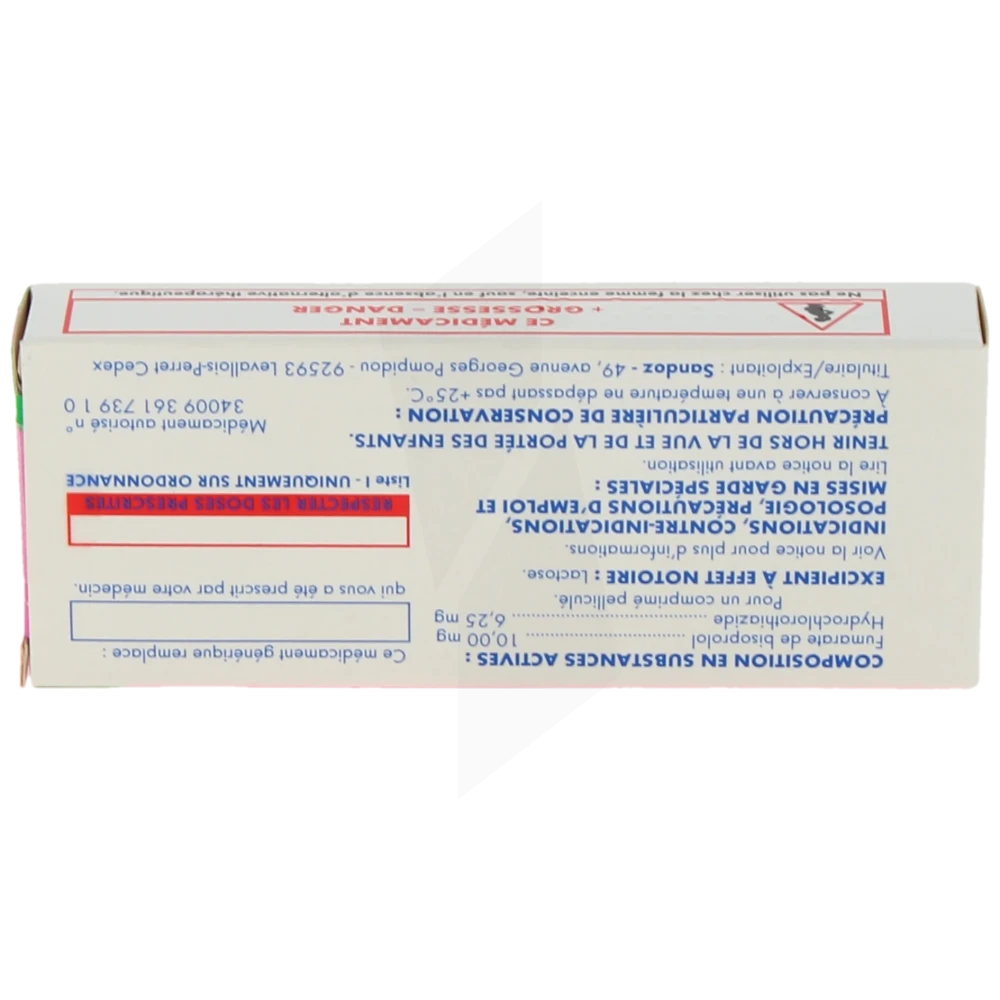 COMPOSITION EN SUBSTANCES ACTIVES :
Fumarate de bisoprolol ........................ 10,00 mg
Hydrochlorothiazide ........................ 6,25 mg
Pour un comprimé pelliculé.
EXCIPIENT À EFFET NOTOIRE : Lactose.
Voir la notice pour plus d'informations.
INDICATIONS, CONTRE-INDICATIONS,
POSOLOGIE, PRÉCAUTIONS D'EMPLOI ET
MISES EN GARDE SPÉCIALES :
Lire la notice avant utilisation.
TENIR HORS DE LA VUE ET DE LA PORTÉE DES ENFANTS.
PRÉCAUTION PARTICULIÈRE DE CONSERVATION :
À conserver à une température ne dépassant pas +25°C.
Ce médicament générique remplace :
qui vous a été prescrit par votre médecin.
RESPECTER LES DOSES PRESCRITES
Liste I - UNIQUEMENT SUR ORDONNANCE
Médicament autorisé n°
34009 361 739 1 0
Titulaire/Exploitant : Sandoz - 49, avenue Georges Pompidou - 92593 Levallois-Perret Cedex
CE MÉDICAMENT
+ GROSSESSE = DANGER
Ne pas utiliser chez la femme enceinte, sauf en l'absence d'alternative thérapeutique.